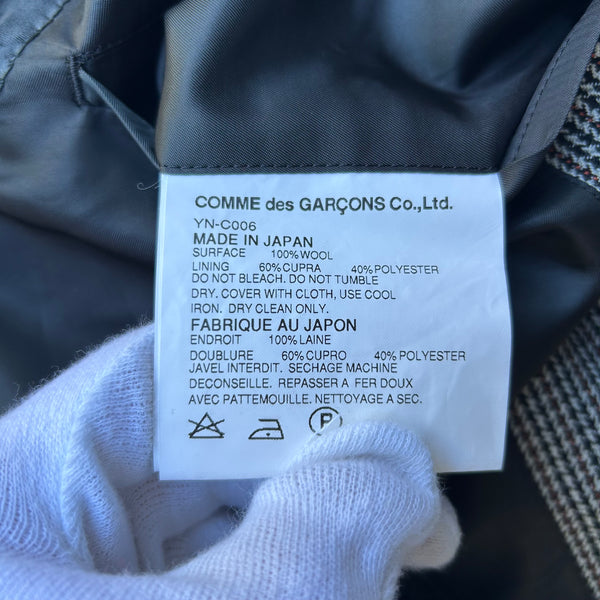 COMME des GARÇONS Co.,Ltd.
YN-C006
MADE IN JAPAN
SURFACE 100%WOOL
LINING 60%CUPRA 40%POLYESTER
DO NOT BLEACH. DO NOT TUMBLE
DRY. COVER WITH CLOTH, USE COOL
IRON. DRY CLEAN ONLY.
FABRIQUE AU JAPON
ENDROIT 100%LAINE
DOUBLURE 60%CUPRO 40%POLYESTER
JAVEL INTERDIT. SECHAGE MACHINE
DECONSEILLE. REPASSER A FER DOUX
AVEC PATTEMOUILLE. NETTOYAGE A SEC.
P